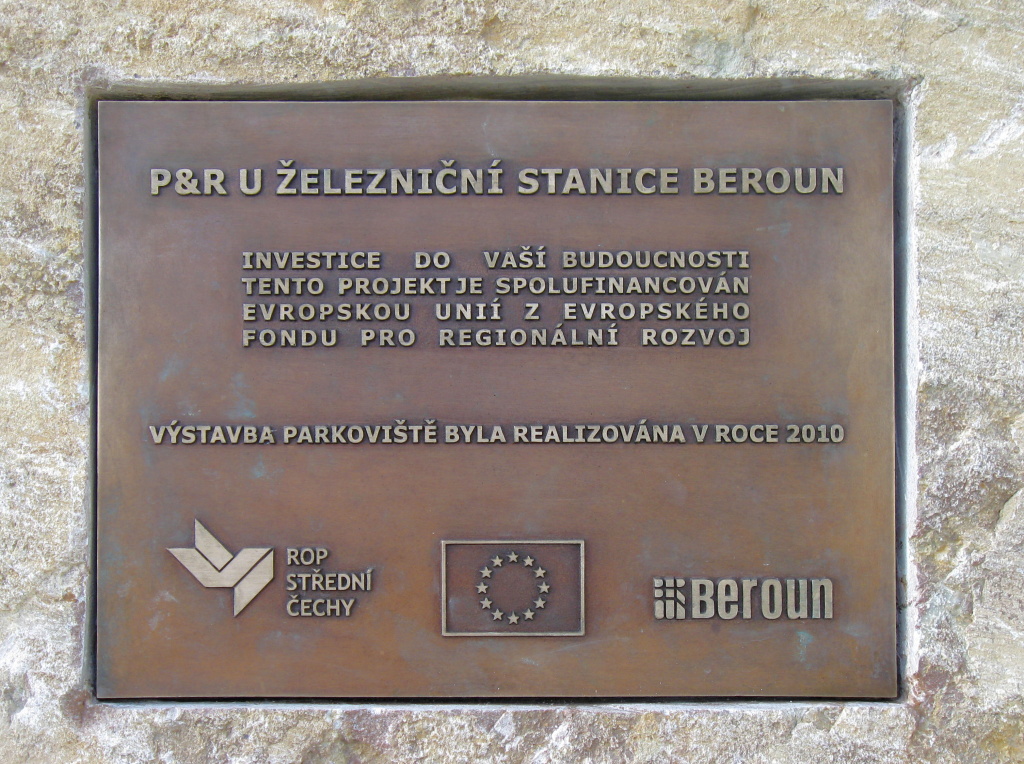 P&R U ŽELEZNIČNÍ STANICE BEROUN
INVESTICE DO VAŠÍ BUDOUCNOSTI
TENTO PROJEKT JE SPOLUFINANCOVÁN
EVROPSKOU UNIÍ Z EVROPSKÉHO
FONDU PRO REGIONÁLNÍ ROZVOJ
VÝSTAVBA PARKOVIŠTĚ BYLA REALIZOVÁNA V ROCE 2010
ROP
STŘEDNÍ
ČECHY
Beroun